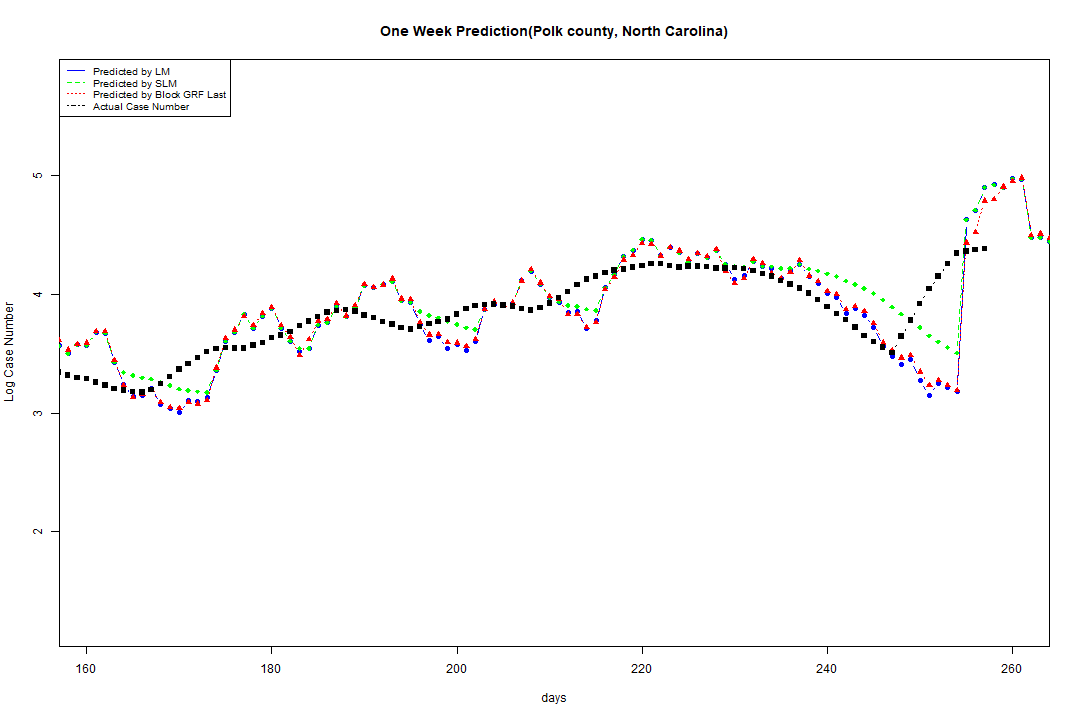 One Week Prediction(Polk county, North Carolina)
Predicted by LM
Predicted by SLM
Predicted by Block GRF Last
Actual Case Number
5
4
3
2
Log Case Number
160 180 200 220 240 260
days